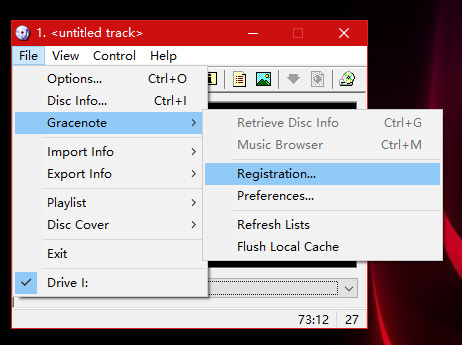 1. <untitled track>
File View Control Help
Options... Ctrl+O
Disc Info... Ctrl+I
Gracenote
Import Info
Export Info
Playlist
Disc Cover
Exit
Drive I:
Retrieve Disc Info Ctrl+G
Music Browser Ctrl+M
Registration...
Preferences...
Refresh Lists
Flush Local Cache
73:12 27